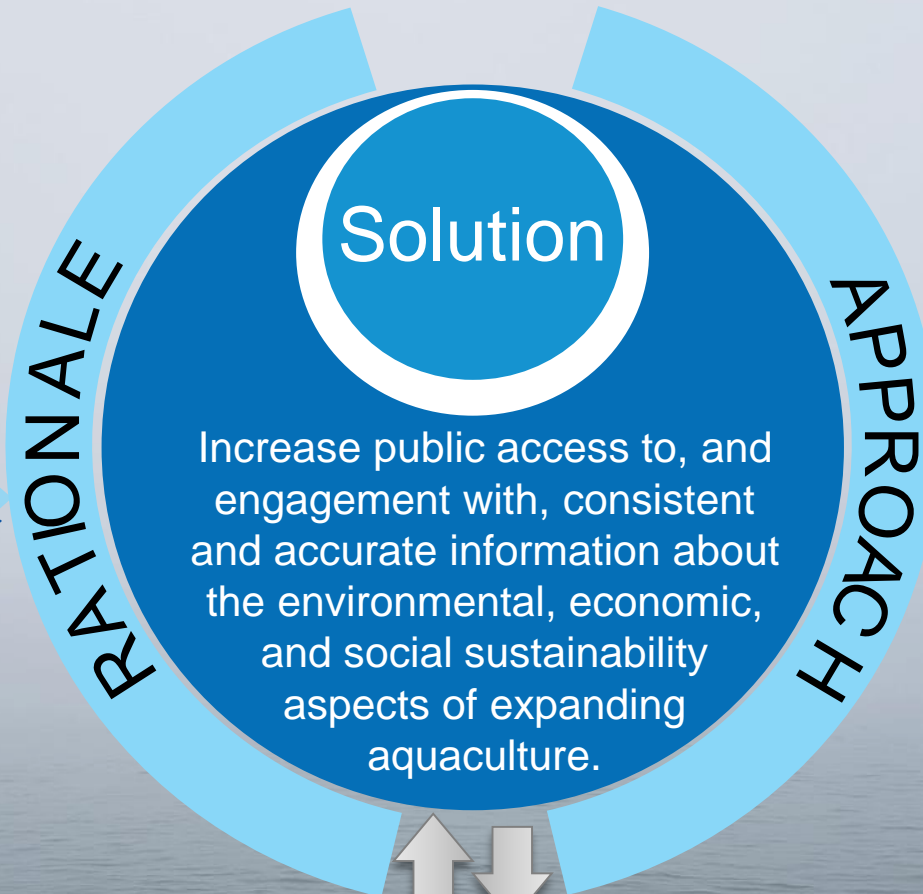 Solution
RATIONALE
APPROACH
Increase public access to, and
engagement with, consistent
and accurate information about
the environmental, economic,
and social sustainability
aspects of expanding
aquaculture.